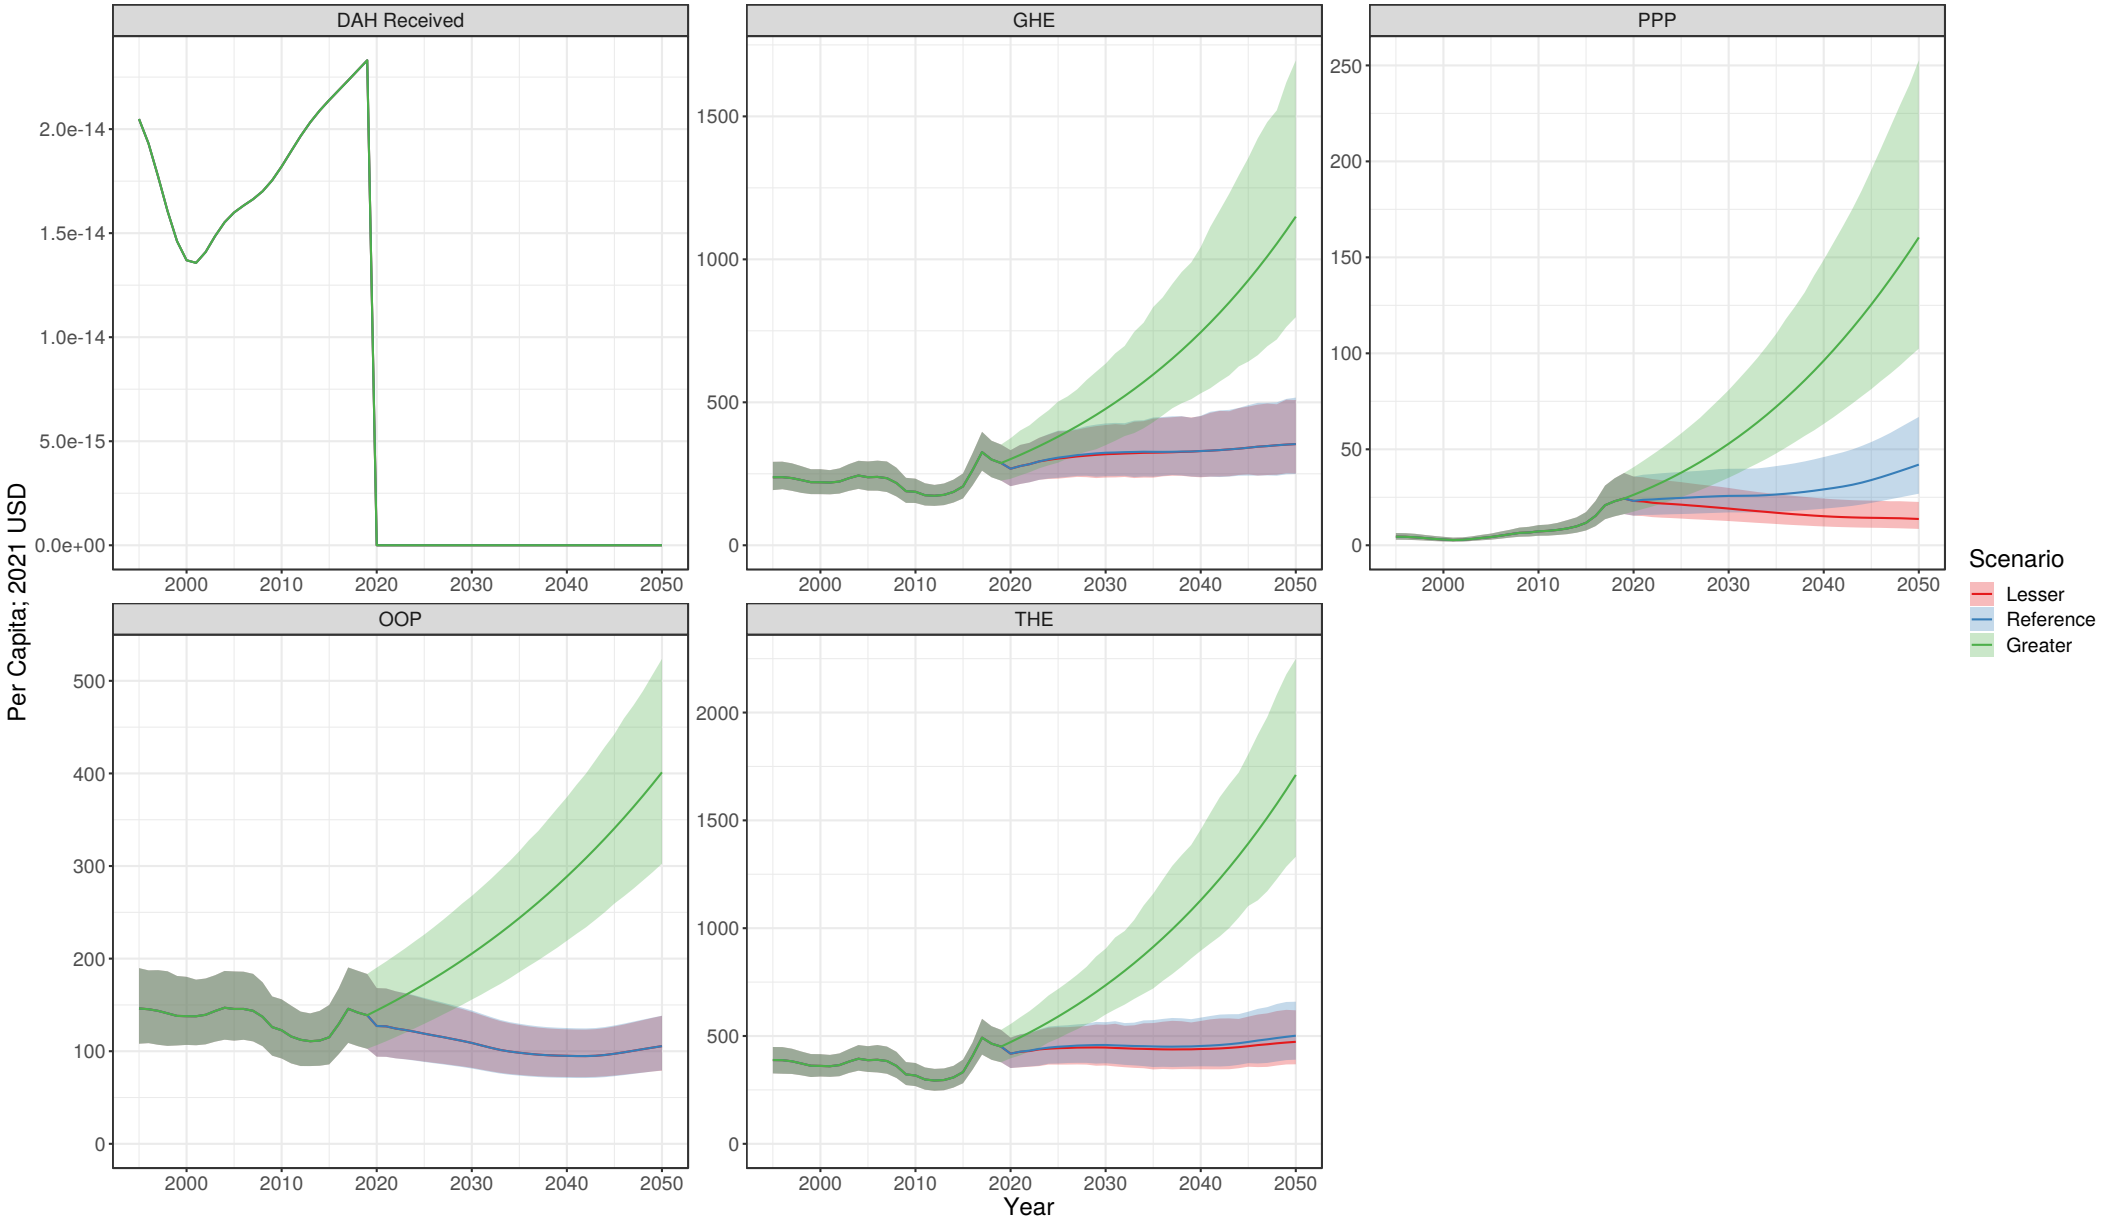 DAH Received
GHE
PPP
2.0e-14
1.5e-14
1.0e-14
5.0e-15
0.0e+00
1500
1000
500
0
250
200
150
100
50
0
2000 2010 2020 2030 2040 2050
2000 2010 2020 2030 2040 2050
2000 2010 2020 2030 2040 2050
OOP
THE
500
400
300
200
100
0
2000
1500
1000
500
0
2000 2010 2020 2030 2040 2050
2000 2010 2020 2030 2040 2050
Per Capita; 2021 USD
Year
Scenario
Lesser
Reference
Greater